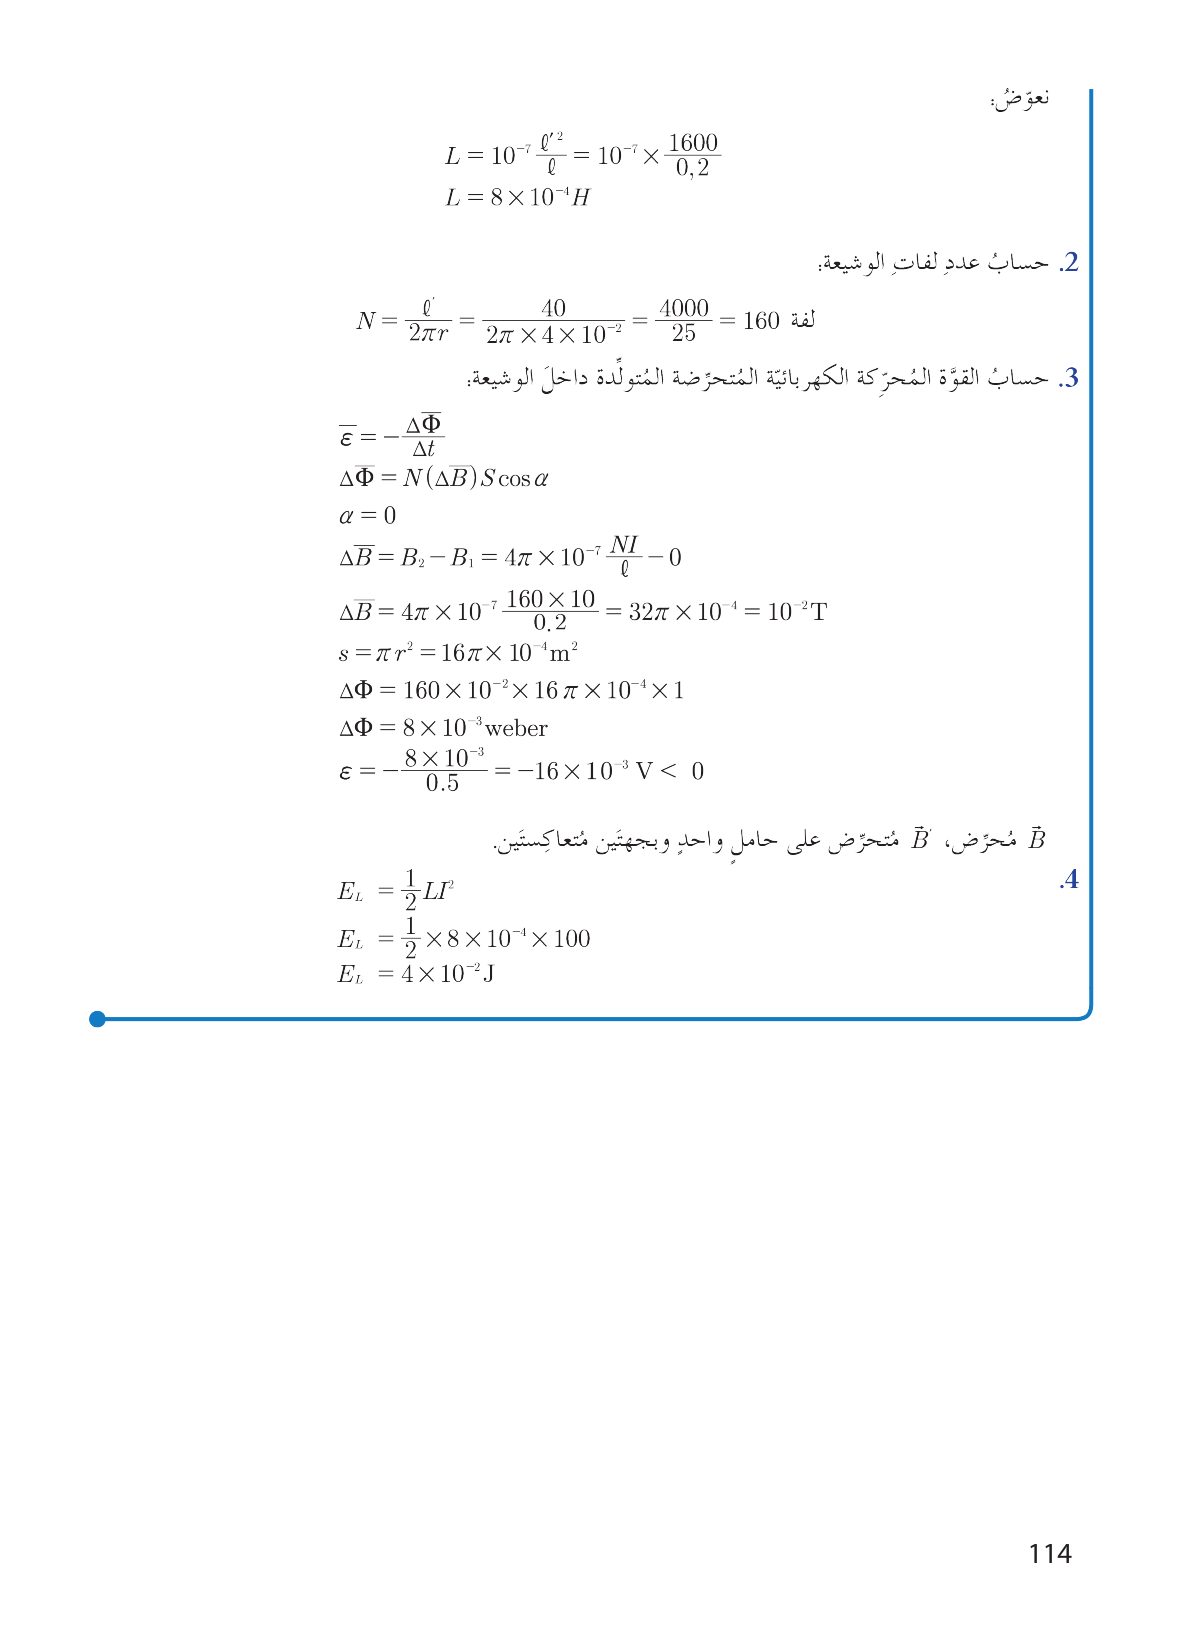 نعوّضُ:
L = 10⁻⁷ ℓ′²/ℓ = 10⁻⁷ × 1600/0,2
L = 8 × 10⁻⁴ H
2. حسابُ عددِ لفاتِ الوشيعة:
N = ℓ′/2πr = 40/(2π × 4 × 10⁻²) = 4000/25 = 160 لفة
3. حسابُ القوَّة المُحرّكة الكهربائيّة المُتحرِّضة المُتولِّدة داخلَ الوشيعة:
ε̅ = −ΔΦ̅/Δt
ΔΦ̅ = N(ΔB̅)S cos α
α = 0
ΔB̅ = B₂ − B₁ = 4π × 10⁻⁷ NI/ℓ − 0
ΔB̅ = 4π × 10⁻⁷ (160 × 10)/0.2 = 32π × 10⁻⁴ = 10⁻² T
s = π r² = 16π × 10⁻⁴ m²
ΔΦ = 160 × 10⁻² × 16 π × 10⁻⁴ × 1
ΔΦ = 8 × 10⁻³ weber
ε = −(8 × 10⁻³)/0.5 = −16 × 10⁻³ V < 0
B⃗ مُحرِّض، B⃗′ مُتحرِّض على حاملٍ واحدٍ وبجهتَين مُتعاكِستَين.
4. E_L = 1/2 LI²
E_L = 1/2 × 8 × 10⁻⁴ × 100
E_L = 4 × 10⁻² J
114